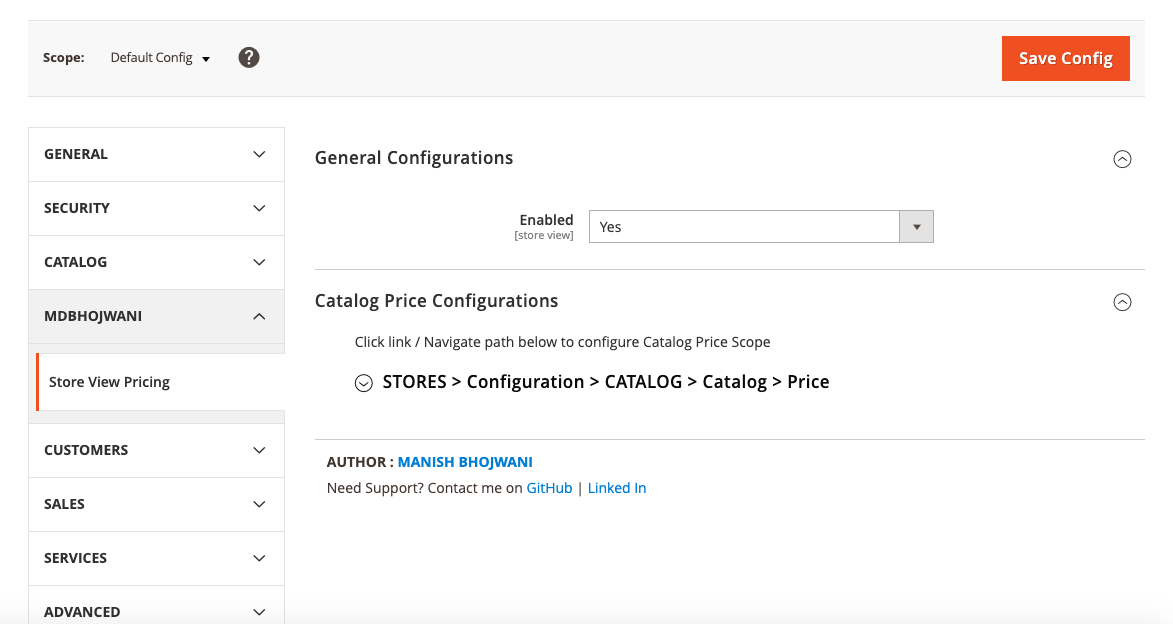 Scope: Default Config ?
Save Config
GENERAL
SECURITY
CATALOG
MDBHOJWANI
Store View Pricing
CUSTOMERS
SALES
SERVICES
ADVANCED
General Configurations
Enabled
[store view]
Yes
Catalog Price Configurations
Click link / Navigate path below to configure Catalog Price Scope
STORES > Configuration > CATALOG > Catalog > Price
AUTHOR : MANISH BHOJWANI
Need Support? Contact me on GitHub | Linked In